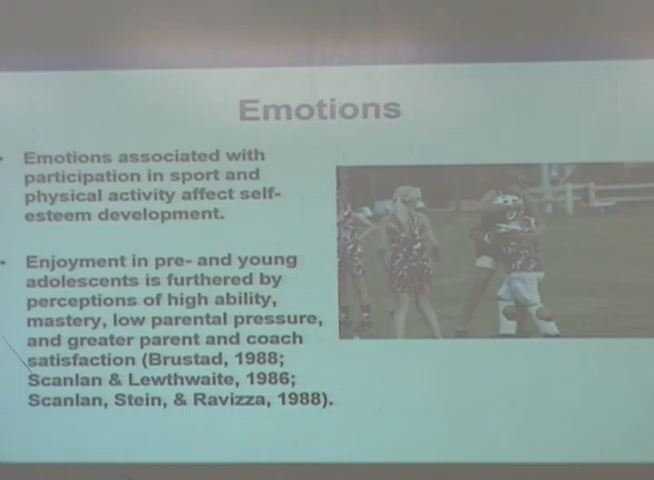 Emotions
• Emotions associated with
participation in sport and
physical activity affect self-
esteem development.
• Enjoyment in pre- and young
adolescents is furthered by
perceptions of high ability,
mastery, low parental pressure,
and greater parent and coach
satisfaction (Brustad, 1988;
Scanlan & Lewthwaite, 1986;
Scanlan, Stein, & Ravizza, 1988).